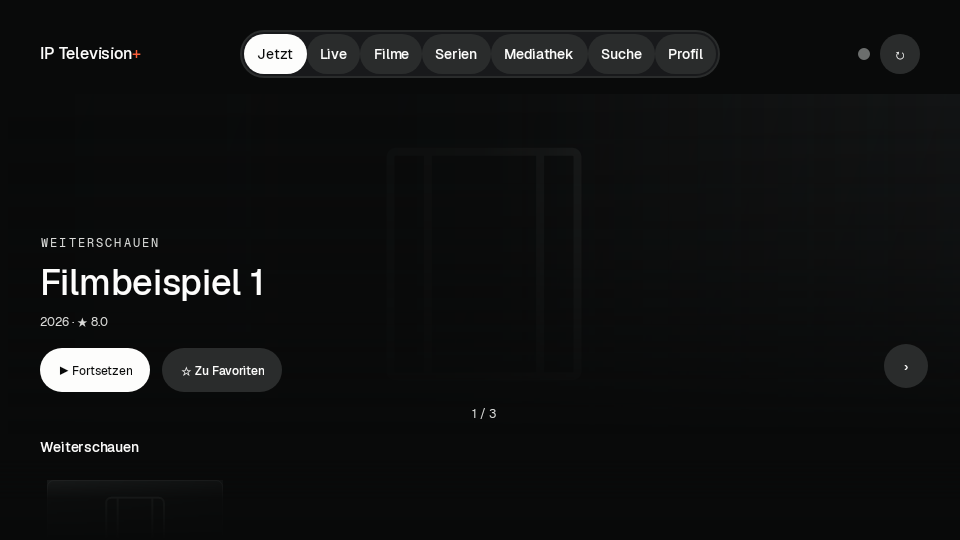 IP Television+
Jetzt Live Filme Serien Mediathek Suche Profil
↻
WEITERSCHAUEN
Filmbeispiel 1
2026 · ★ 8.0
▶ Fortsetzen ☆ Zu Favoriten
›
1 / 3
Weiterschauen